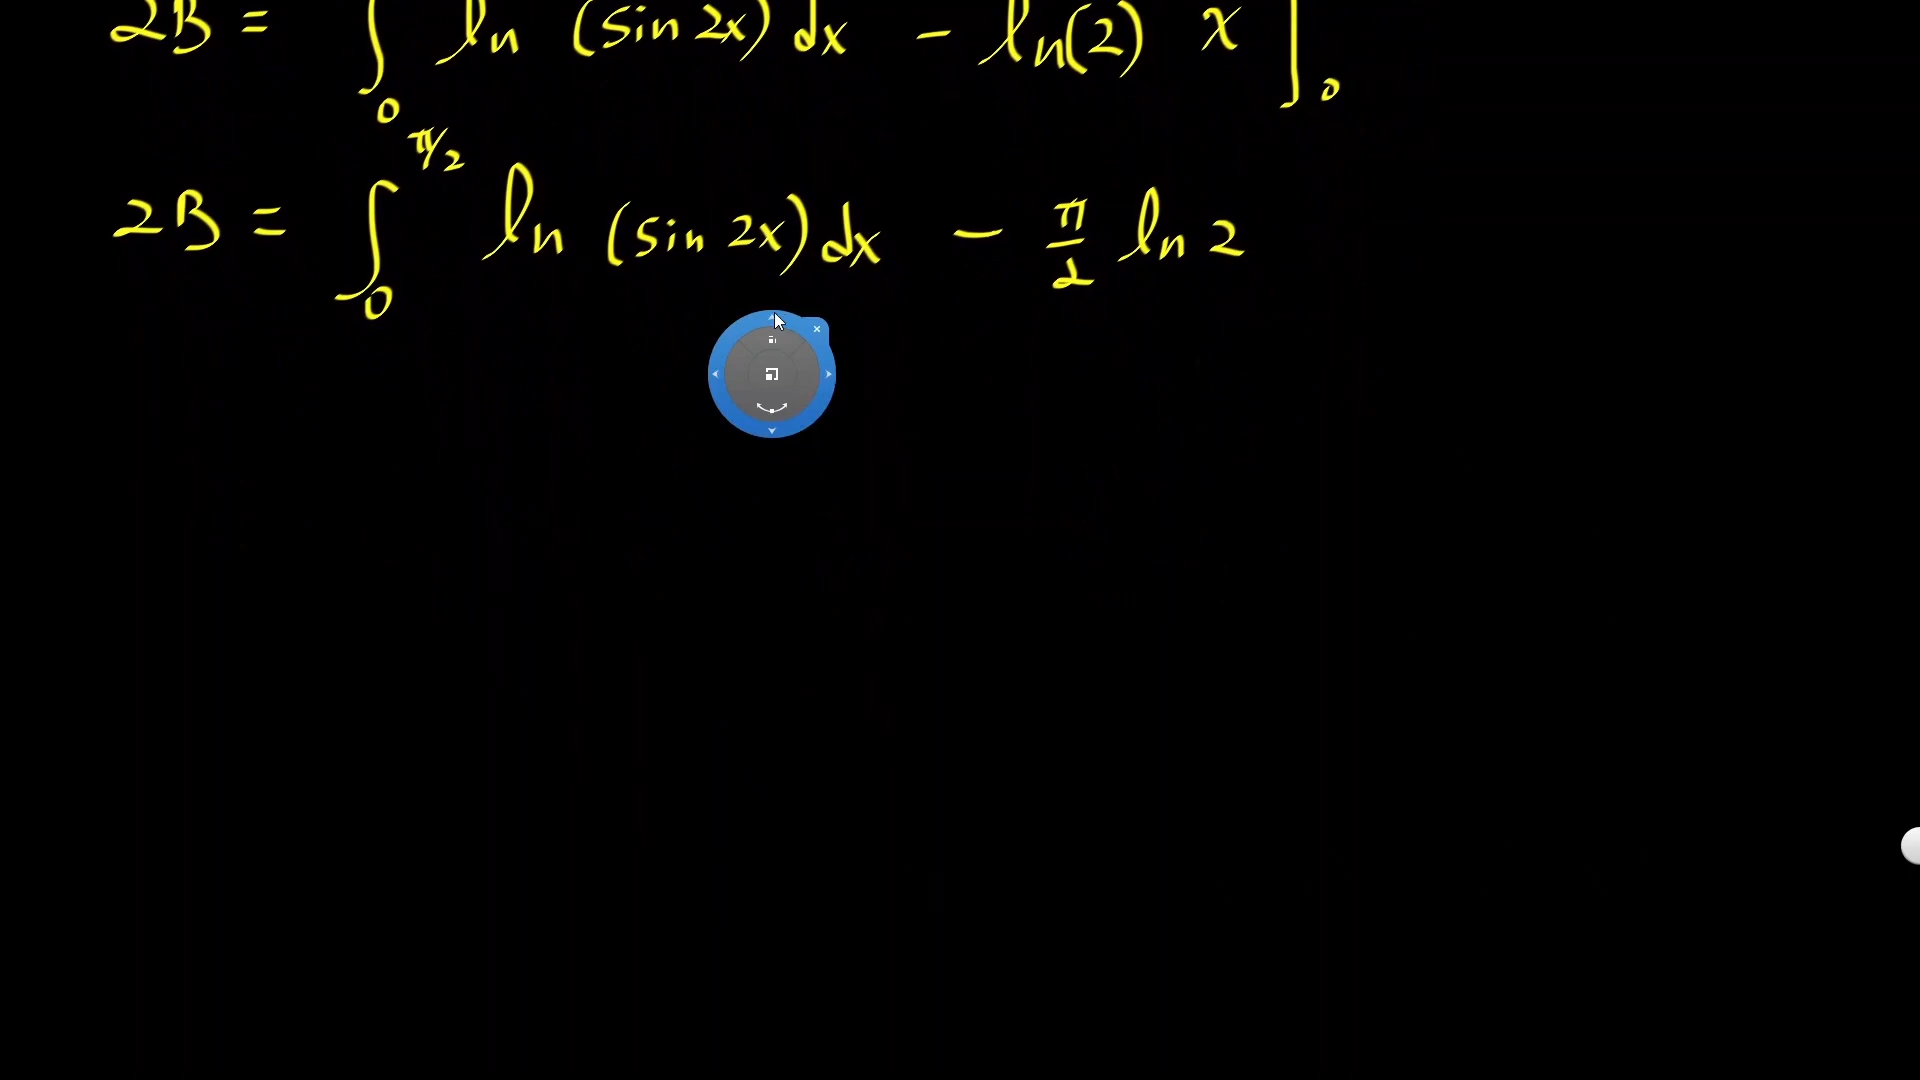 2B = ∫₀ ln (sin 2x) dx - ln(2) x ]₀
2B = ∫₀^{π/2} ln (sin 2x) dx - π/2 ln 2